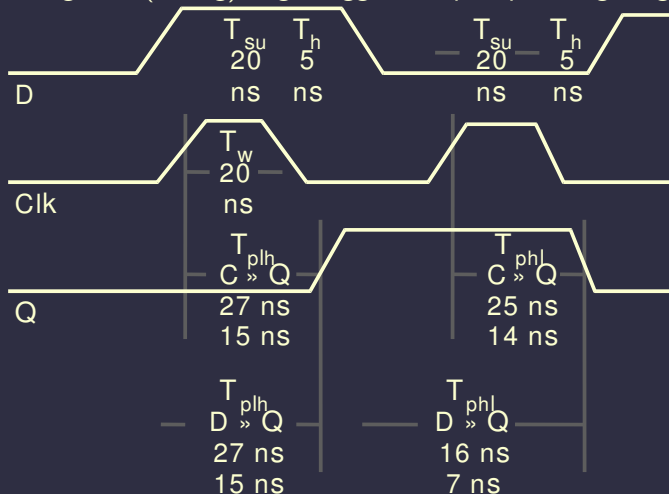 T su T h T su T h
20 5 20 5
D ns ns ns ns
T w
20
Clk ns
T plh T phl
C » Q C » Q
Q 27 ns 25 ns
15 ns 14 ns
T plh T phl
D » Q D » Q
27 ns 16 ns
15 ns 7 ns